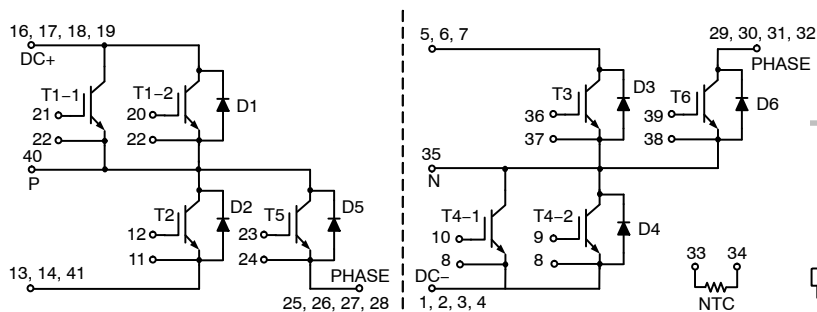 16, 17, 18, 19
DC+
T1–1
T1–2
D1
21
20
22
22
40
P
T2
D2
T5
D5
12
23
11
24
13, 14, 41
PHASE
25, 26, 27, 28
5, 6, 7
29, 30, 31, 32
PHASE
T3
D3
T6
D6
36
39
37
38
35
N
T4–1
T4–2
D4
10
9
8
8
DC–
1, 2, 3, 4
33
34
NTC